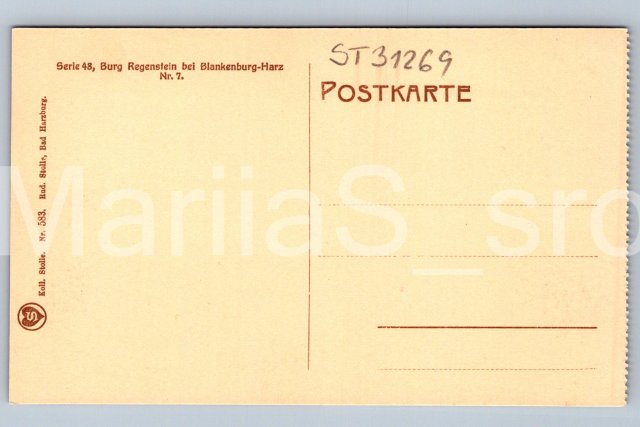 Serie 48, Burg Regenstein bei Blankenburg-Harz
Nr. 7.
ST31269
POSTKARTE
Koll. Stolle. Nr. 583. Rud. Stolle, Bad Harzburg.
S
MariiaS_sro